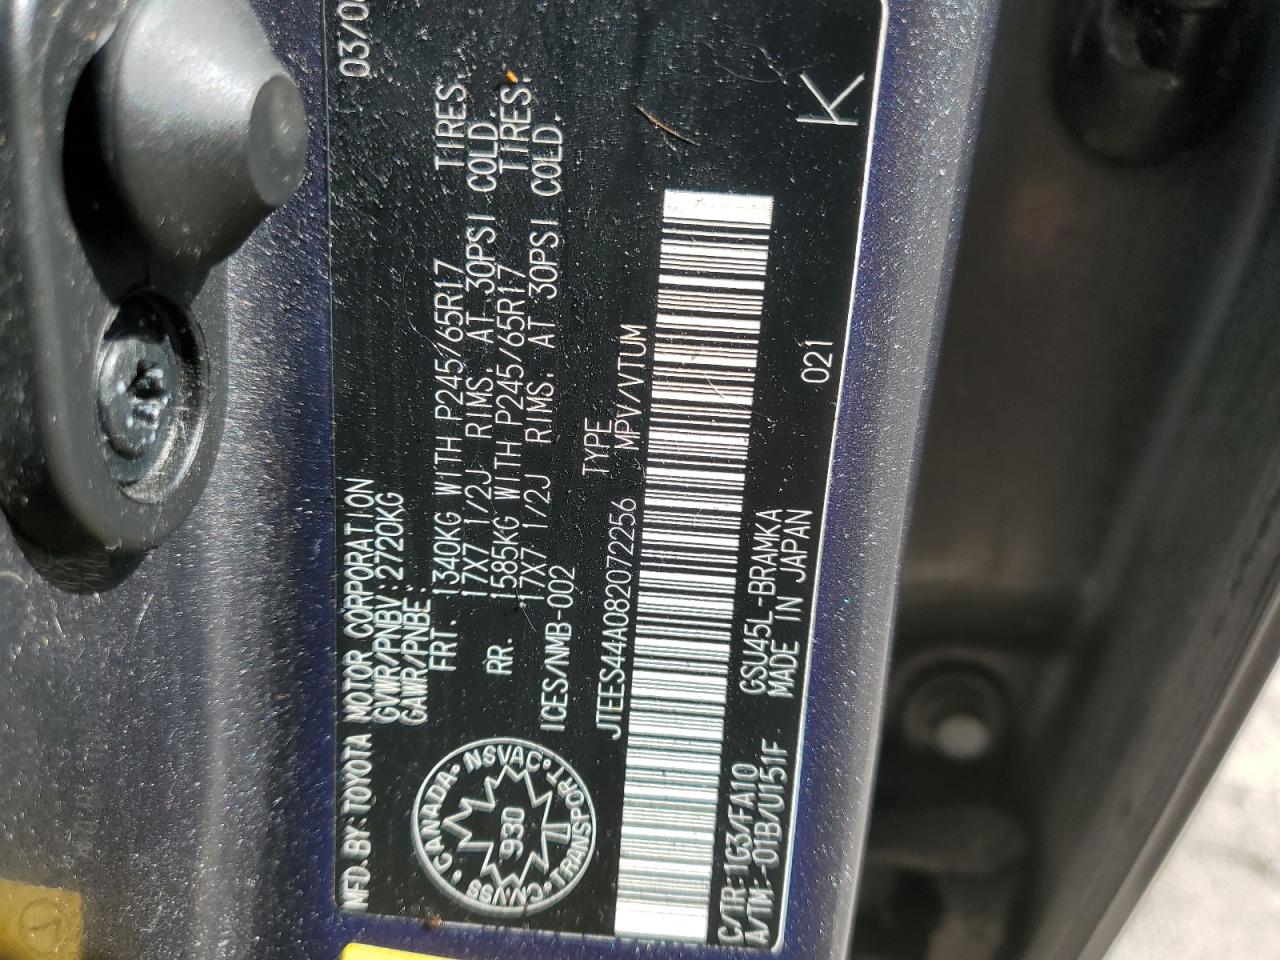 MFD. BY: TOYOTA MOTOR CORPORATION 03/0
GVWR/PNBV: 2720KG
GAWR/PNBE:
FRT. 1340KG WITH P245/65R17 TIRES.
17X7 1/2J RIMS. AT 30PSI COLD.
RR. 1585KG WITH P245/65R17 TIRES.
17X7 1/2J RIMS. AT 30PSI COLD.
ICES/NMB-002
CANADA NSVAC
930
TRANSPORT CNVSS
TYPE
JTEES44A082072256 MPV/VTUM
C/TR: 1G3/FA10 GSU45L-BRAMKA 021 K
A/TM: -01B/U151F MADE IN JAPAN